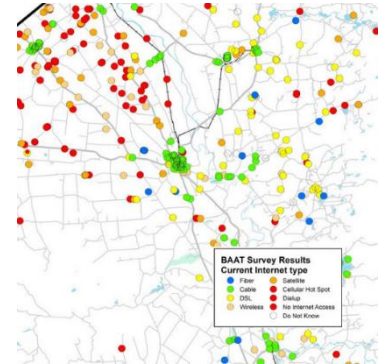 BAAT Survey Results
Current Internet type
Fiber Satellite
Cable Cellular Hot Spot
DSL Dialup
Wireless No Internet Access
Do Not Know